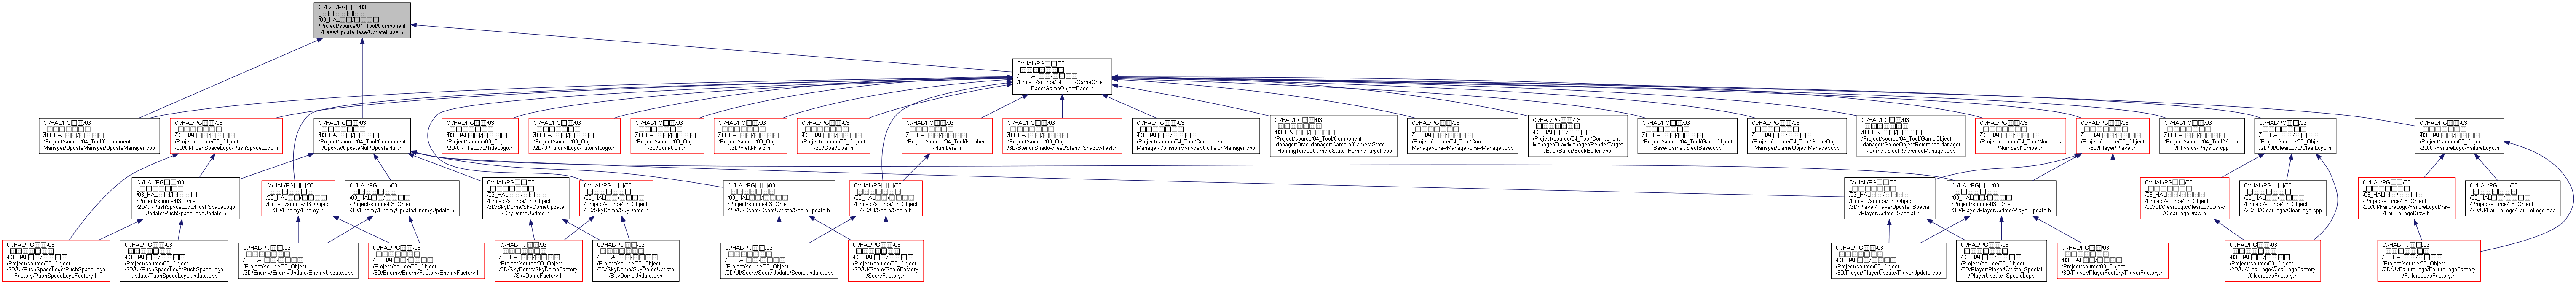 C:/HAL/PG□□/03
_□□□□□□□
/03_HAL□□/□□□□□
/Project/source/04_Tool/Component
/Base/UpdateBase/UpdateBase.h
C:/HAL/PG□□/03
_□□□□□□□
/03_HAL□□/□□□□□
/Project/source/04_Tool/GameObject
Base/GameObjectBase.h
C:/HAL/PG□□/03
_□□□□□□□
/03_HAL□□/□□□□□
/Project/source/04_Tool/Component
Manager/UpdateManager/UpdateManager.cpp
C:/HAL/PG□□/03
_□□□□□□□
/03_HAL□□/□□□□□
/Project/source/03_Object
/2D/UI/PushSpaceLogo/PushSpaceLogo.h
C:/HAL/PG□□/03
_□□□□□□□
/03_HAL□□/□□□□□
/Project/source/04_Tool/Component
/Update/UpdateNull/UpdateNull.h
C:/HAL/PG□□/03
_□□□□□□□
/03_HAL□□/□□□□□
/Project/source/03_Object
/2D/UI/TitleLogo/TitleLogo.h
C:/HAL/PG□□/03
_□□□□□□□
/03_HAL□□/□□□□□
/Project/source/03_Object
/2D/UI/TutorialLogo/TutorialLogo.h
C:/HAL/PG□□/03
_□□□□□□□
/03_HAL□□/□□□□□
/Project/source/03_Object
/3D/Coin/Coin.h
C:/HAL/PG□□/03
_□□□□□□□
/03_HAL□□/□□□□□
/Project/source/03_Object
/3D/Field/Field.h
C:/HAL/PG□□/03
_□□□□□□□
/03_HAL□□/□□□□□
/Project/source/03_Object
/3D/Goal/Goal.h
C:/HAL/PG□□/03
_□□□□□□□
/03_HAL□□/□□□□□
/Project/source/04_Tool/Numbers
/Numbers.h
C:/HAL/PG□□/03
_□□□□□□□
/03_HAL□□/□□□□□
/Project/source/03_Object
/3D/StencilShadowTest/StencilShadowTest.h
C:/HAL/PG□□/03
_□□□□□□□
/03_HAL□□/□□□□□
/Project/source/04_Tool/Component
Manager/CollisionManager/CollisionManager.cpp
C:/HAL/PG□□/03
_□□□□□□□
/03_HAL□□/□□□□□
/Project/source/04_Tool/Component
Manager/DrawManager/Camera/CameraState
_HomingTarget/CameraState_HomingTarget.cpp
C:/HAL/PG□□/03
_□□□□□□□
/03_HAL□□/□□□□□
/Project/source/04_Tool/Component
Manager/DrawManager/DrawManager.cpp
C:/HAL/PG□□/03
_□□□□□□□
/03_HAL□□/□□□□□
/Project/source/04_Tool/Component
Manager/DrawManager/RenderTarget
/BackBuffer/BackBuffer.cpp
C:/HAL/PG□□/03
_□□□□□□□
/03_HAL□□/□□□□□
/Project/source/04_Tool/GameObject
Base/GameObjectBase.cpp
C:/HAL/PG□□/03
_□□□□□□□
/03_HAL□□/□□□□□
/Project/source/04_Tool/GameObject
Manager/GameObjectManager.cpp
C:/HAL/PG□□/03
_□□□□□□□
/03_HAL□□/□□□□□
/Project/source/04_Tool/GameObject
Manager/GameObjectReferenceManager
/GameObjectReferenceManager.cpp
C:/HAL/PG□□/03
_□□□□□□□
/03_HAL□□/□□□□□
/Project/source/04_Tool/Numbers
/Number/Number.h
C:/HAL/PG□□/03
_□□□□□□□
/03_HAL□□/□□□□□
/Project/source/03_Object
/3D/Player/Player.h
C:/HAL/PG□□/03
_□□□□□□□
/03_HAL□□/□□□□□
/Project/source/04_Tool/Vector
/Physics/Physics.cpp
C:/HAL/PG□□/03
_□□□□□□□
/03_HAL□□/□□□□□
/Project/source/03_Object
/2D/UI/ClearLogo/ClearLogo.h
C:/HAL/PG□□/03
_□□□□□□□
/03_HAL□□/□□□□□
/Project/source/03_Object
/2D/UI/FailureLogo/FailureLogo.h
C:/HAL/PG□□/03
_□□□□□□□
/03_HAL□□/□□□□□
/Project/source/03_Object
/2D/UI/PushSpaceLogo/PushSpaceLogo
Update/PushSpaceLogoUpdate.h
C:/HAL/PG□□/03
_□□□□□□□
/03_HAL□□/□□□□□
/Project/source/03_Object
/3D/Enemy/Enemy.h
C:/HAL/PG□□/03
_□□□□□□□
/03_HAL□□/□□□□□
/Project/source/03_Object
/3D/Enemy/EnemyUpdate/EnemyUpdate.h
C:/HAL/PG□□/03
_□□□□□□□
/03_HAL□□/□□□□□
/Project/source/03_Object
/3D/SkyDome/SkyDomeUpdate
/SkyDomeUpdate.h
C:/HAL/PG□□/03
_□□□□□□□
/03_HAL□□/□□□□□
/Project/source/03_Object
/3D/SkyDome/SkyDome.h
C:/HAL/PG□□/03
_□□□□□□□
/03_HAL□□/□□□□□
/Project/source/03_Object
/2D/UI/Score/ScoreUpdate/ScoreUpdate.h
C:/HAL/PG□□/03
_□□□□□□□
/03_HAL□□/□□□□□
/Project/source/03_Object
/2D/UI/Score/Score.h
C:/HAL/PG□□/03
_□□□□□□□
/03_HAL□□/□□□□□
/Project/source/03_Object
/3D/Player/PlayerUpdate_Special
/PlayerUpdate_Special.h
C:/HAL/PG□□/03
_□□□□□□□
/03_HAL□□/□□□□□
/Project/source/03_Object
/3D/Player/PlayerUpdate/PlayerUpdate.h
C:/HAL/PG□□/03
_□□□□□□□
/03_HAL□□/□□□□□
/Project/source/03_Object
/2D/UI/ClearLogo/ClearLogoDraw
/ClearLogoDraw.h
C:/HAL/PG□□/03
_□□□□□□□
/03_HAL□□/□□□□□
/Project/source/03_Object
/2D/UI/ClearLogo/ClearLogo.cpp
C:/HAL/PG□□/03
_□□□□□□□
/03_HAL□□/□□□□□
/Project/source/03_Object
/2D/UI/FailureLogo/FailureLogoDraw
/FailureLogoDraw.h
C:/HAL/PG□□/03
_□□□□□□□
/03_HAL□□/□□□□□
/Project/source/03_Object
/2D/UI/FailureLogo/FailureLogo.cpp
C:/HAL/PG□□/03
_□□□□□□□
/03_HAL□□/□□□□□
/Project/source/03_Object
/2D/UI/PushSpaceLogo/PushSpaceLogo
Factory/PushSpaceLogoFactory.h
C:/HAL/PG□□/03
_□□□□□□□
/03_HAL□□/□□□□□
/Project/source/03_Object
/2D/UI/PushSpaceLogo/PushSpaceLogo
Update/PushSpaceLogoUpdate.cpp
C:/HAL/PG□□/03
_□□□□□□□
/03_HAL□□/□□□□□
/Project/source/03_Object
/3D/Enemy/EnemyUpdate/EnemyUpdate.cpp
C:/HAL/PG□□/03
_□□□□□□□
/03_HAL□□/□□□□□
/Project/source/03_Object
/3D/Enemy/EnemyFactory/EnemyFactory.h
C:/HAL/PG□□/03
_□□□□□□□
/03_HAL□□/□□□□□
/Project/source/03_Object
/3D/SkyDome/SkyDomeFactory
/SkyDomeFactory.h
C:/HAL/PG□□/03
_□□□□□□□
/03_HAL□□/□□□□□
/Project/source/03_Object
/3D/SkyDome/SkyDomeUpdate
/SkyDomeUpdate.cpp
C:/HAL/PG□□/03
_□□□□□□□
/03_HAL□□/□□□□□
/Project/source/03_Object
/2D/UI/Score/ScoreUpdate/ScoreUpdate.cpp
C:/HAL/PG□□/03
_□□□□□□□
/03_HAL□□/□□□□□
/Project/source/03_Object
/2D/UI/Score/ScoreFactory
/ScoreFactory.h
C:/HAL/PG□□/03
_□□□□□□□
/03_HAL□□/□□□□□
/Project/source/03_Object
/3D/Player/PlayerUpdate/PlayerUpdate.cpp
C:/HAL/PG□□/03
_□□□□□□□
/03_HAL□□/□□□□□
/Project/source/03_Object
/3D/Player/PlayerUpdate_Special
/PlayerUpdate_Special.cpp
C:/HAL/PG□□/03
_□□□□□□□
/03_HAL□□/□□□□□
/Project/source/03_Object
/3D/Player/PlayerFactory/PlayerFactory.h
C:/HAL/PG□□/03
_□□□□□□□
/03_HAL□□/□□□□□
/Project/source/03_Object
/2D/UI/ClearLogo/ClearLogoFactory
/ClearLogoFactory.h
C:/HAL/PG□□/03
_□□□□□□□
/03_HAL□□/□□□□□
/Project/source/03_Object
/2D/UI/FailureLogo/FailureLogoFactory
/FailureLogoFactory.h